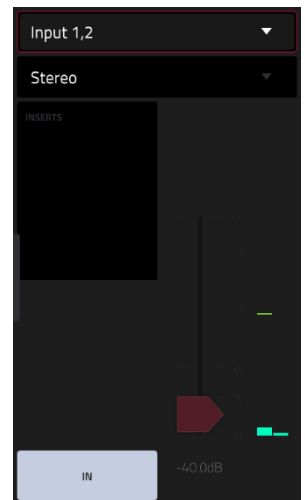 Input 1,2
Stereo
INSERTS
-40.0dB
IN